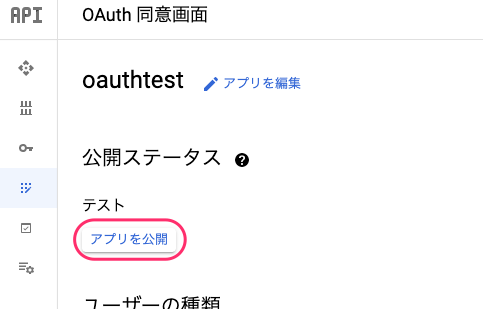 API
OAuth 同意画面
oauthtest
アプリを編集
公開ステータス ?
テスト
アプリを公開
ユーザーの種類